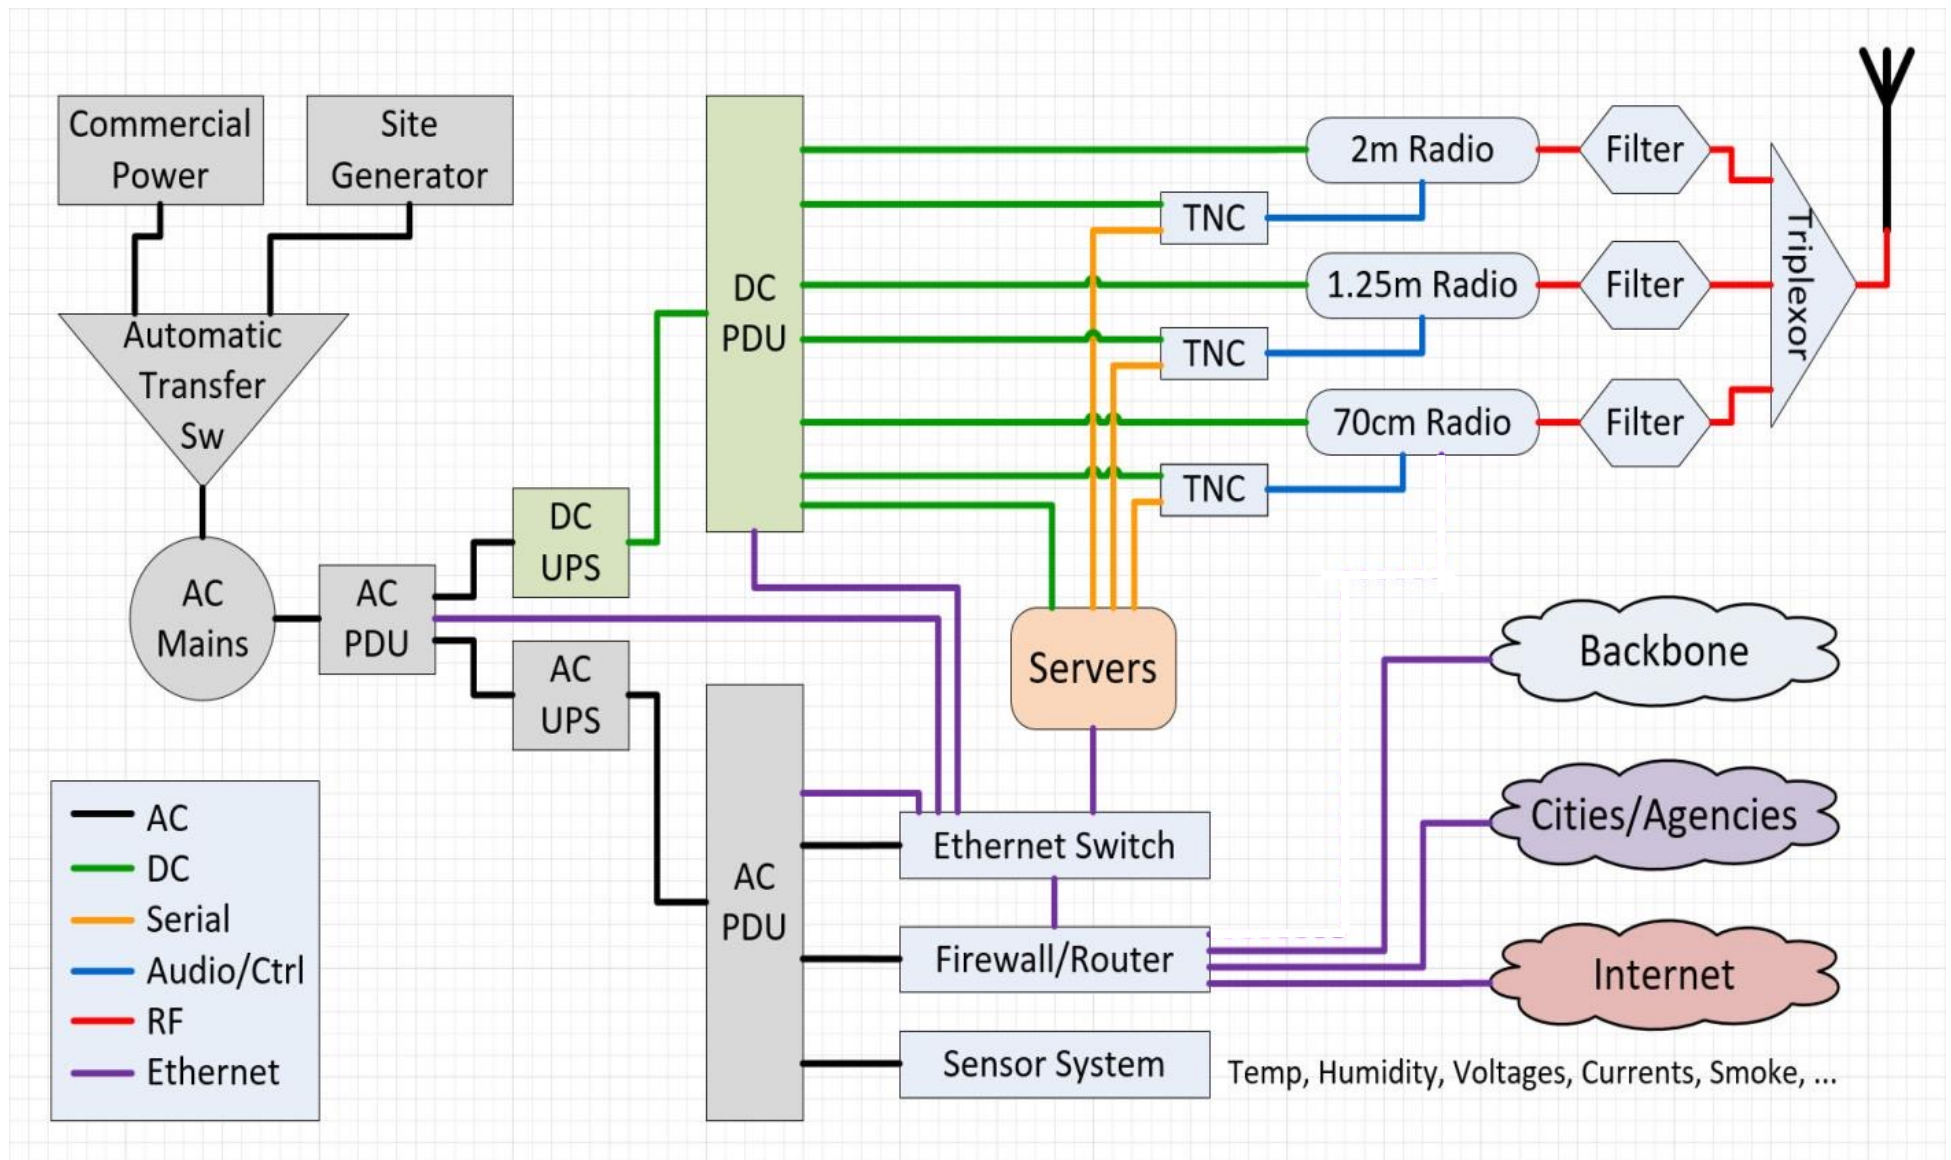 Commercial
Power
Site
Generator
Automatic
Transfer
Sw
AC
Mains
AC
PDU
DC
UPS
AC
UPS
DC
PDU
AC
PDU
2m Radio
Filter
TNC
1.25m Radio
Filter
TNC
70cm Radio
Filter
TNC
Triplexor
Servers
Ethernet Switch
Firewall/Router
Sensor System
Temp, Humidity, Voltages, Currents, Smoke, ...
Backbone
Cities/Agencies
Internet
AC
DC
Serial
Audio/Ctrl
RF
Ethernet